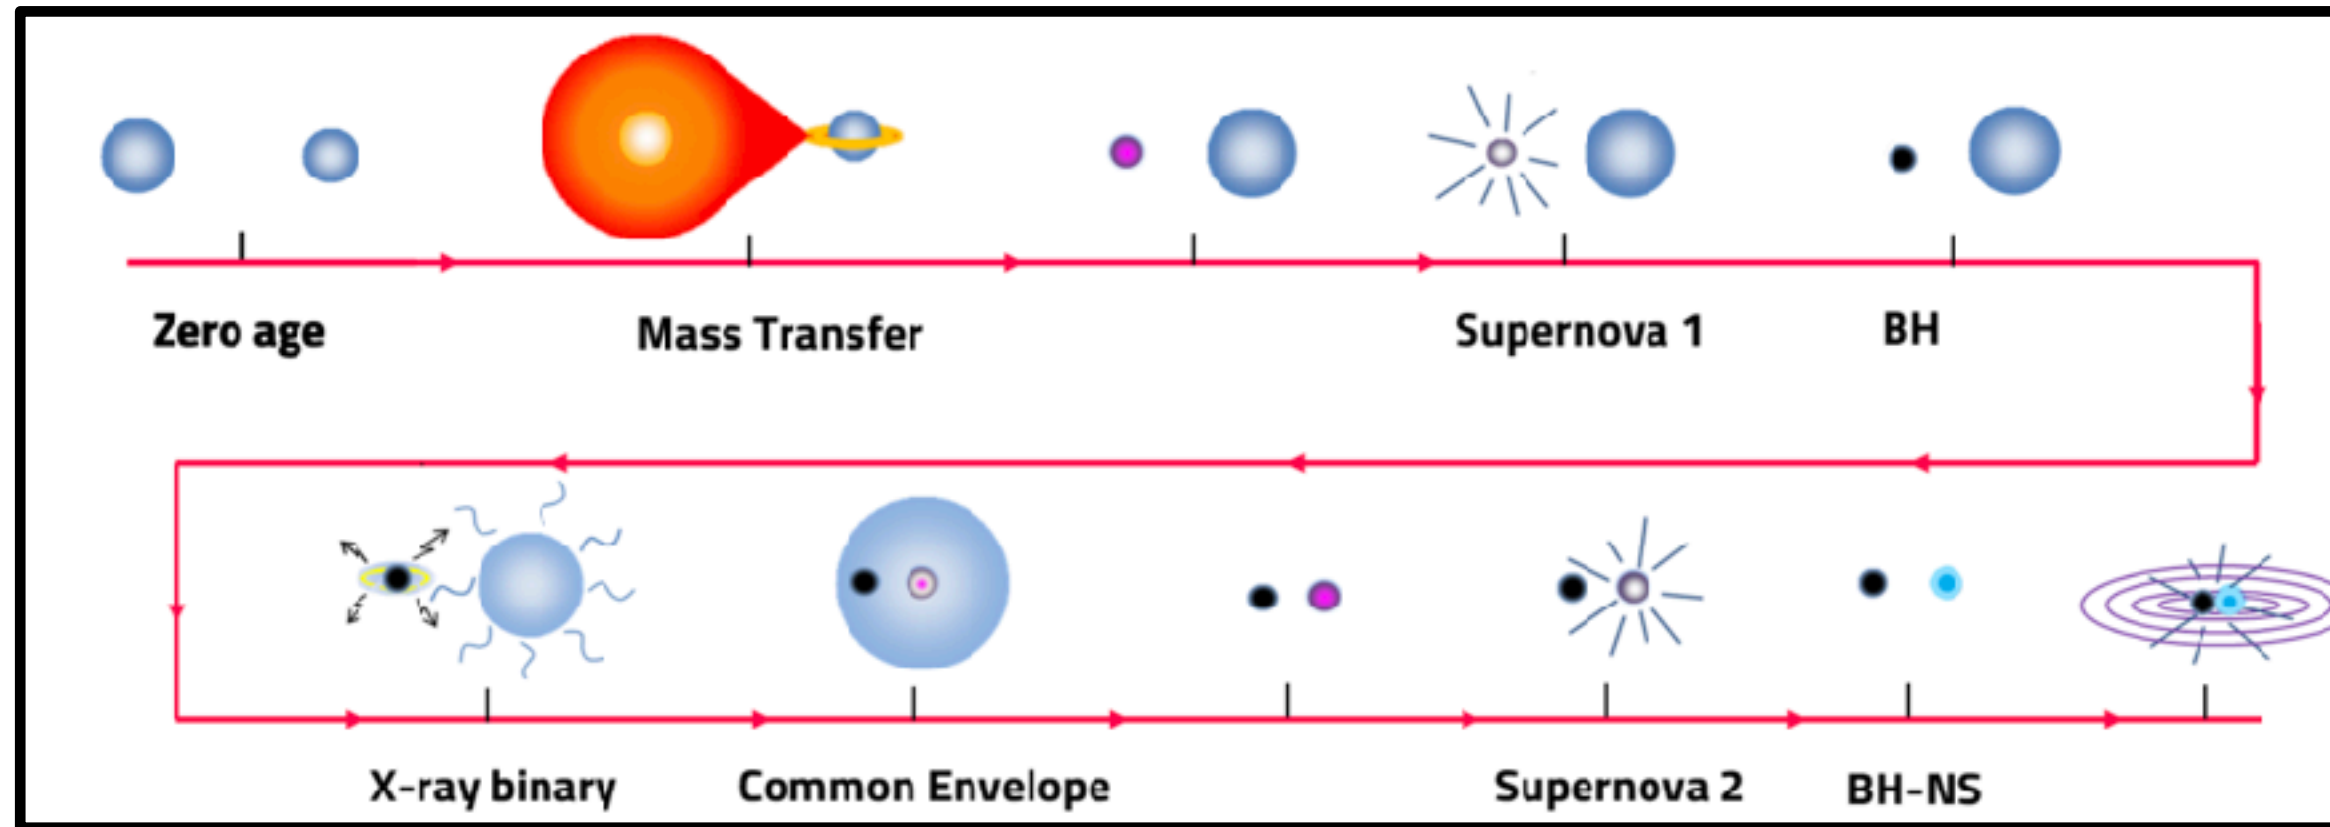 Zero age
Mass Transfer
Supernova 1
BH
X-ray binary
Common Envelope
Supernova 2
BH-NS